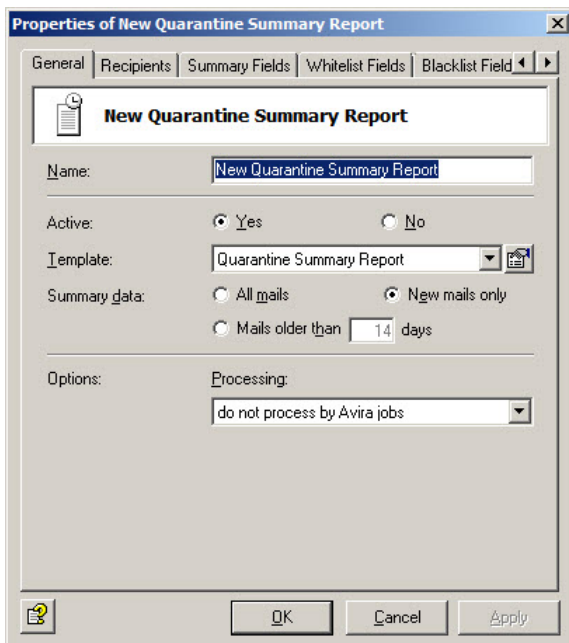 Properties of New Quarantine Summary Report
General Recipients Summary Fields Whitelist Fields Blacklist Field
New Quarantine Summary Report
Name: New Quarantine Summary Report
Active: Yes No
Template: Quarantine Summary Report
Summary data: All mails New mails only
Mails older than 14 days
Options: Processing:
do not process by Avira jobs
OK Cancel Apply